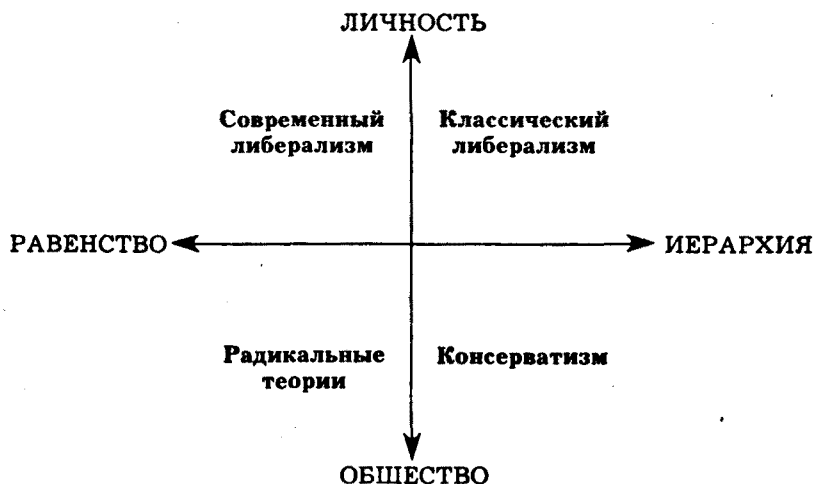 ЛИЧНОСТЬ
Современный
либерализм
Классический
либерализм
РАВЕНСТВО
ИЕРАРХИЯ
Радикальные
теории
Консерватизм
ОБЩЕСТВО